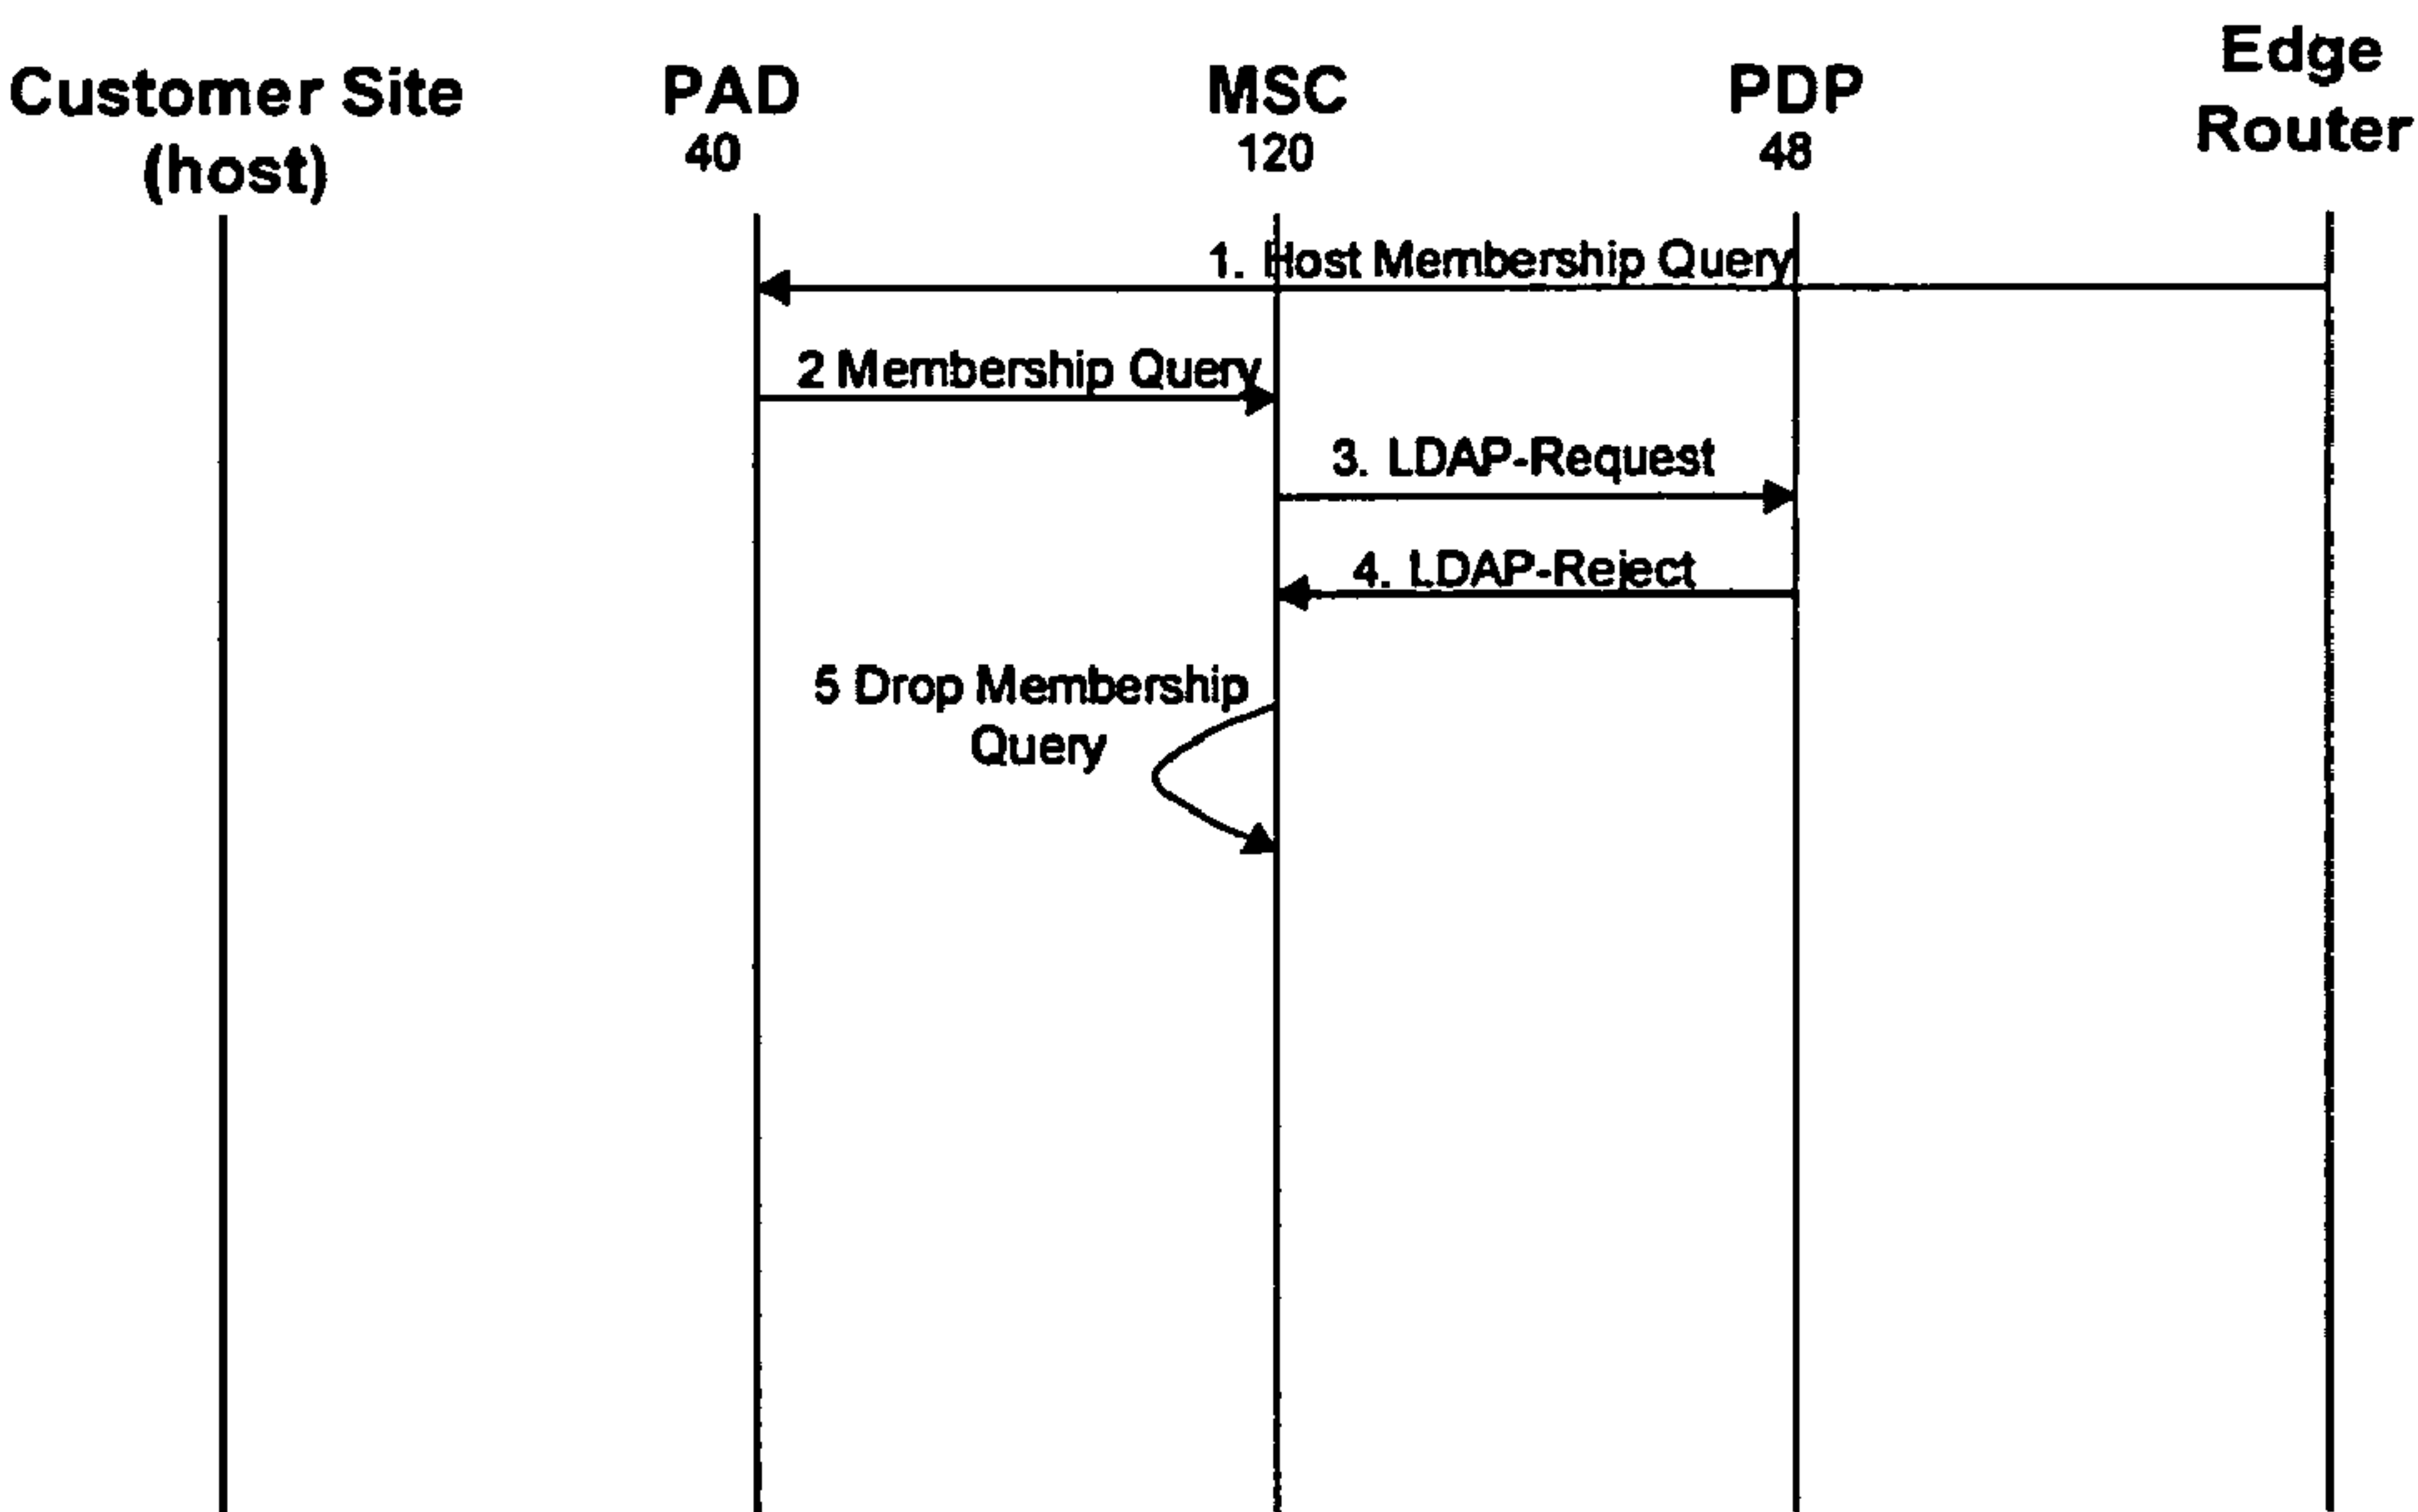 Customer Site
(host)
PAD
40
MSC
120
PDP
48
Edge
Router
1. Host Membership Query
2 Membership Query
3. LDAP-Request
4. LDAP-Reject
5 Drop Membership
Query